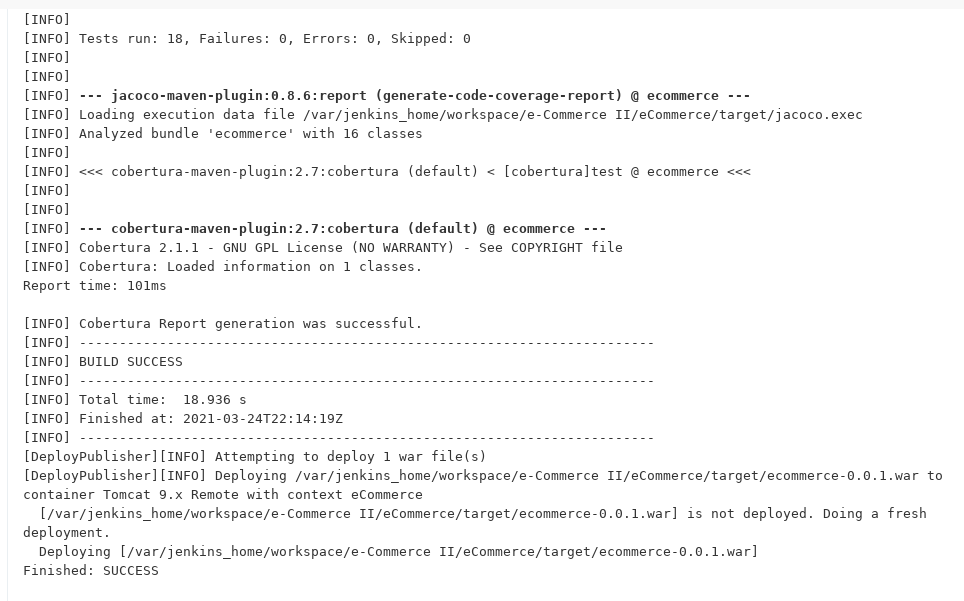 [INFO]
[INFO] Tests run: 18, Failures: 0, Errors: 0, Skipped: 0
[INFO]
[INFO]
[INFO] --- jacoco-maven-plugin:0.8.6:report (generate-code-coverage-report) @ ecommerce ---
[INFO] Loading execution data file /var/jenkins_home/workspace/e-Commerce II/eCommerce/target/jacoco.exec
[INFO] Analyzed bundle 'ecommerce' with 16 classes
[INFO]
[INFO] <<< cobertura-maven-plugin:2.7:cobertura (default) < [cobertura]test @ ecommerce <<<
[INFO]
[INFO]
[INFO] --- cobertura-maven-plugin:2.7:cobertura (default) @ ecommerce ---
[INFO] Cobertura 2.1.1 - GNU GPL License (NO WARRANTY) - See COPYRIGHT file
[INFO] Cobertura: Loaded information on 1 classes.
Report time: 101ms

[INFO] Cobertura Report generation was successful.
[INFO] ------------------------------------------------------------------------
[INFO] BUILD SUCCESS
[INFO] ------------------------------------------------------------------------
[INFO] Total time:  18.936 s
[INFO] Finished at: 2021-03-24T22:14:19Z
[INFO] ------------------------------------------------------------------------
[DeployPublisher][INFO] Attempting to deploy 1 war file(s)
[DeployPublisher][INFO] Deploying /var/jenkins_home/workspace/e-Commerce II/eCommerce/target/ecommerce-0.0.1.war to
container Tomcat 9.x Remote with context eCommerce
  [/var/jenkins_home/workspace/e-Commerce II/eCommerce/target/ecommerce-0.0.1.war] is not deployed. Doing a fresh
deployment.
  Deploying [/var/jenkins_home/workspace/e-Commerce II/eCommerce/target/ecommerce-0.0.1.war]
Finished: SUCCESS